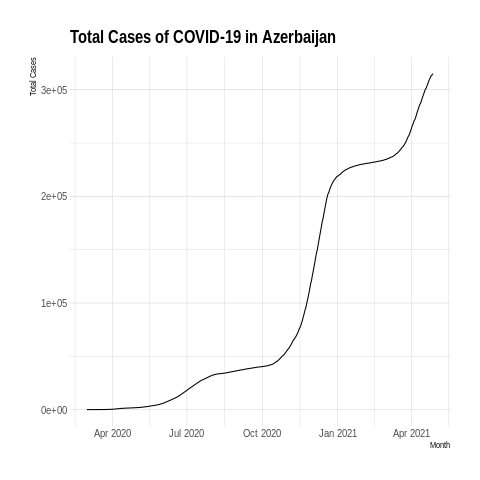 Total Cases of COVID-19 in Azerbaijan
Total Cases
3e+05
2e+05
1e+05
0e+00
Apr 2020 Jul 2020 Oct 2020 Jan 2021 Apr 2021
Month